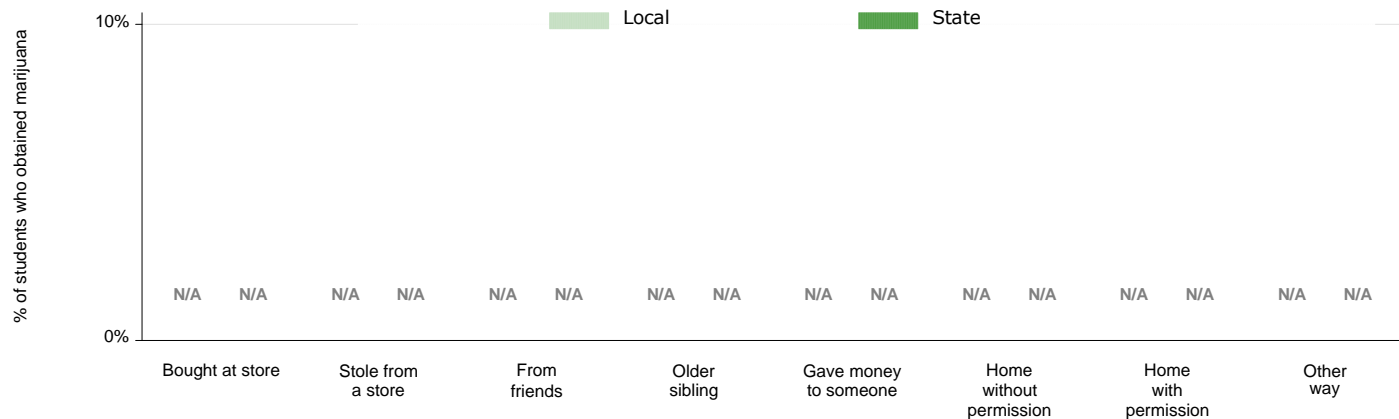 Local
State
% of students who obtained marijuana
10%
N/A N/A N/A N/A N/A N/A N/A N/A N/A N/A N/A N/A N/A N/A N/A N/A
0%
Bought at store
Stole from
a store
From
friends
Older
sibling
Gave money
to someone
Home
without
permission
Home
with
permission
Other
way